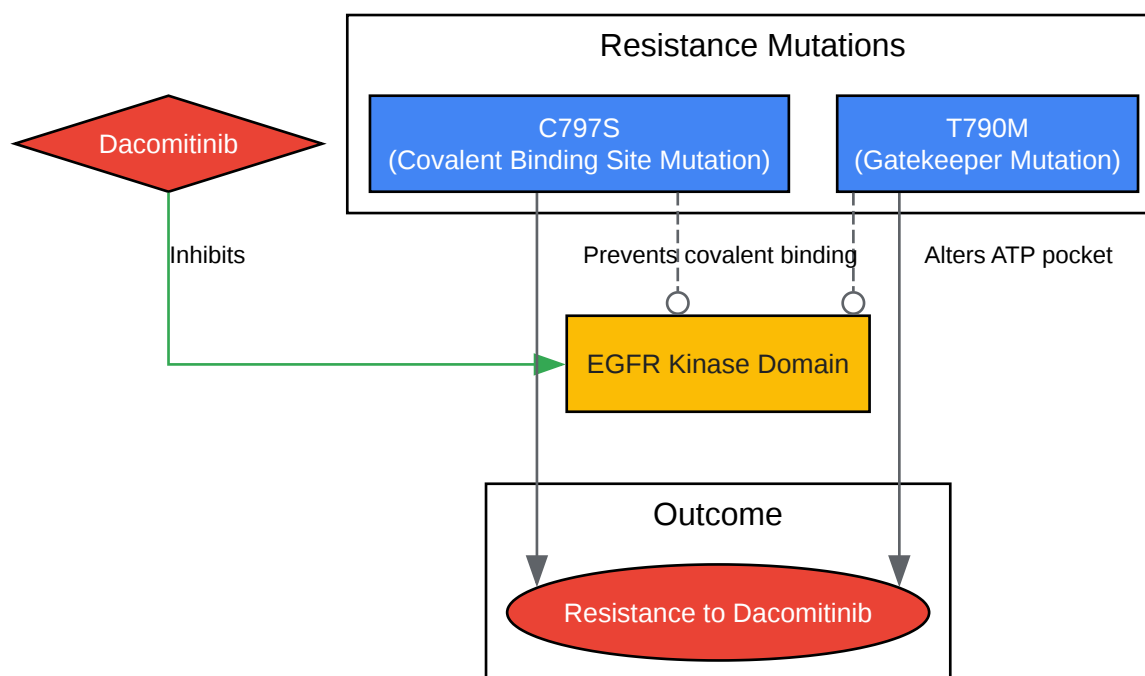 Resistance Mutations
Dacomitinib
C797S
(Covalent Binding Site Mutation)
T790M
(Gatekeeper Mutation)
Inhibits
Prevents covalent binding
Alters ATP pocket
EGFR Kinase Domain
Outcome
Resistance to Dacomitinib